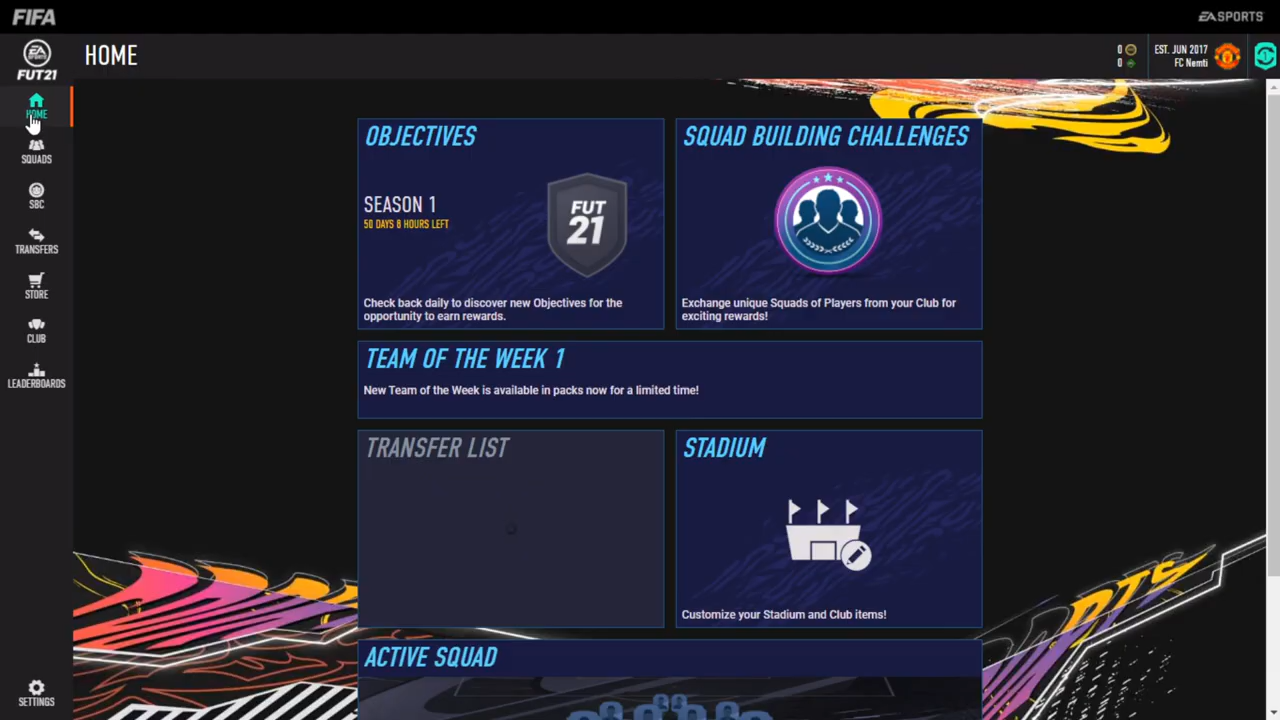 FIFA
EA SPORTS
EA SPORTS
FUT21
HOME
0
0
EST. JUN 2017
FC Nemti
HOME
SQUADS
SBC
TRANSFERS
STORE
CLUB
LEADERBOARDS
SETTINGS
OBJECTIVES
SEASON 1
50 DAYS 8 HOURS LEFT
FUT
21
Check back daily to discover new Objectives for the
opportunity to earn rewards.
SQUAD BUILDING CHALLENGES
Exchange unique Squads of Players from your Club for
exciting rewards!
TEAM OF THE WEEK 1
New Team of the Week is available in packs now for a limited time!
TRANSFER LIST
STADIUM
Customize your Stadium and Club items!
ACTIVE SQUAD